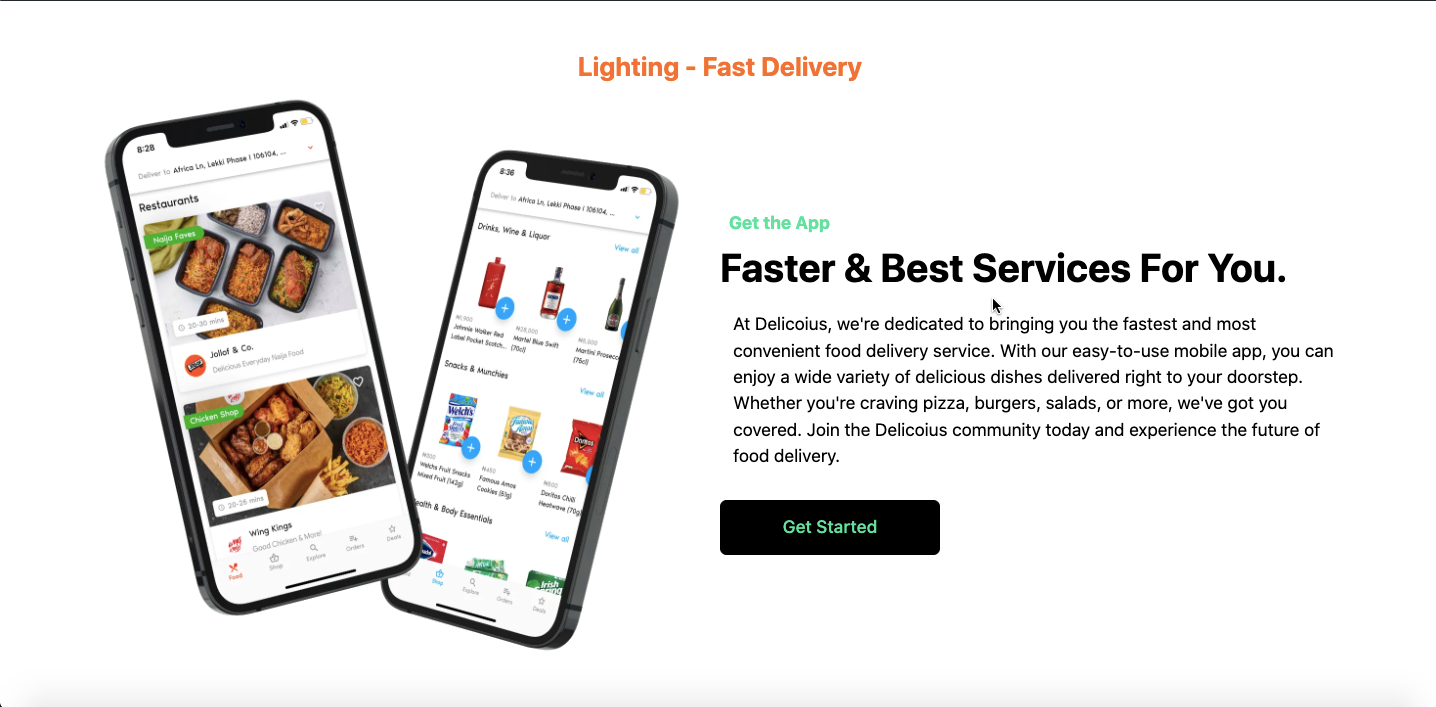 Lighting - Fast Delivery
8:28
Deliver to Africa Ln, Lekki Phase I 106104, ...
Restaurants
Naija Faves
20-30 mins
Jollof & Co.
Delicious Everyday Naija Food
Chicken Shop
20-25 mins
Wing Kings
Good Chicken & More!
Food
Shop
Explore
Orders
Deals
8:36
Deliver to Africa Ln, Lekki Phase I 106104, ...
Drinks, Wine & Liquor
View all
Johnnie Walker Red
Label Pocket Scotch...
₦28,000
Martel Blue Swift
(70cl)
Martini Prosecc
(75cl)
Snacks & Munchies
View all
Welch's
Famous
Amos
Doritos
₦300
Welchs Fruit Snacks
Mixed Fruit (142g)
₦450
Famous Amos
Cookies (51g)
Doritos Chilli
Heatwave (70g
ealth & Body Essentials
View all
Irish
Shop
Explore
Orders
Deals
Get the App
Faster & Best Services For You.
At Delicoius, we're dedicated to bringing you the fastest and most
convenient food delivery service. With our easy-to-use mobile app, you can
enjoy a wide variety of delicious dishes delivered right to your doorstep.
Whether you're craving pizza, burgers, salads, or more, we've got you
covered. Join the Delicoius community today and experience the future of
food delivery.
Get Started